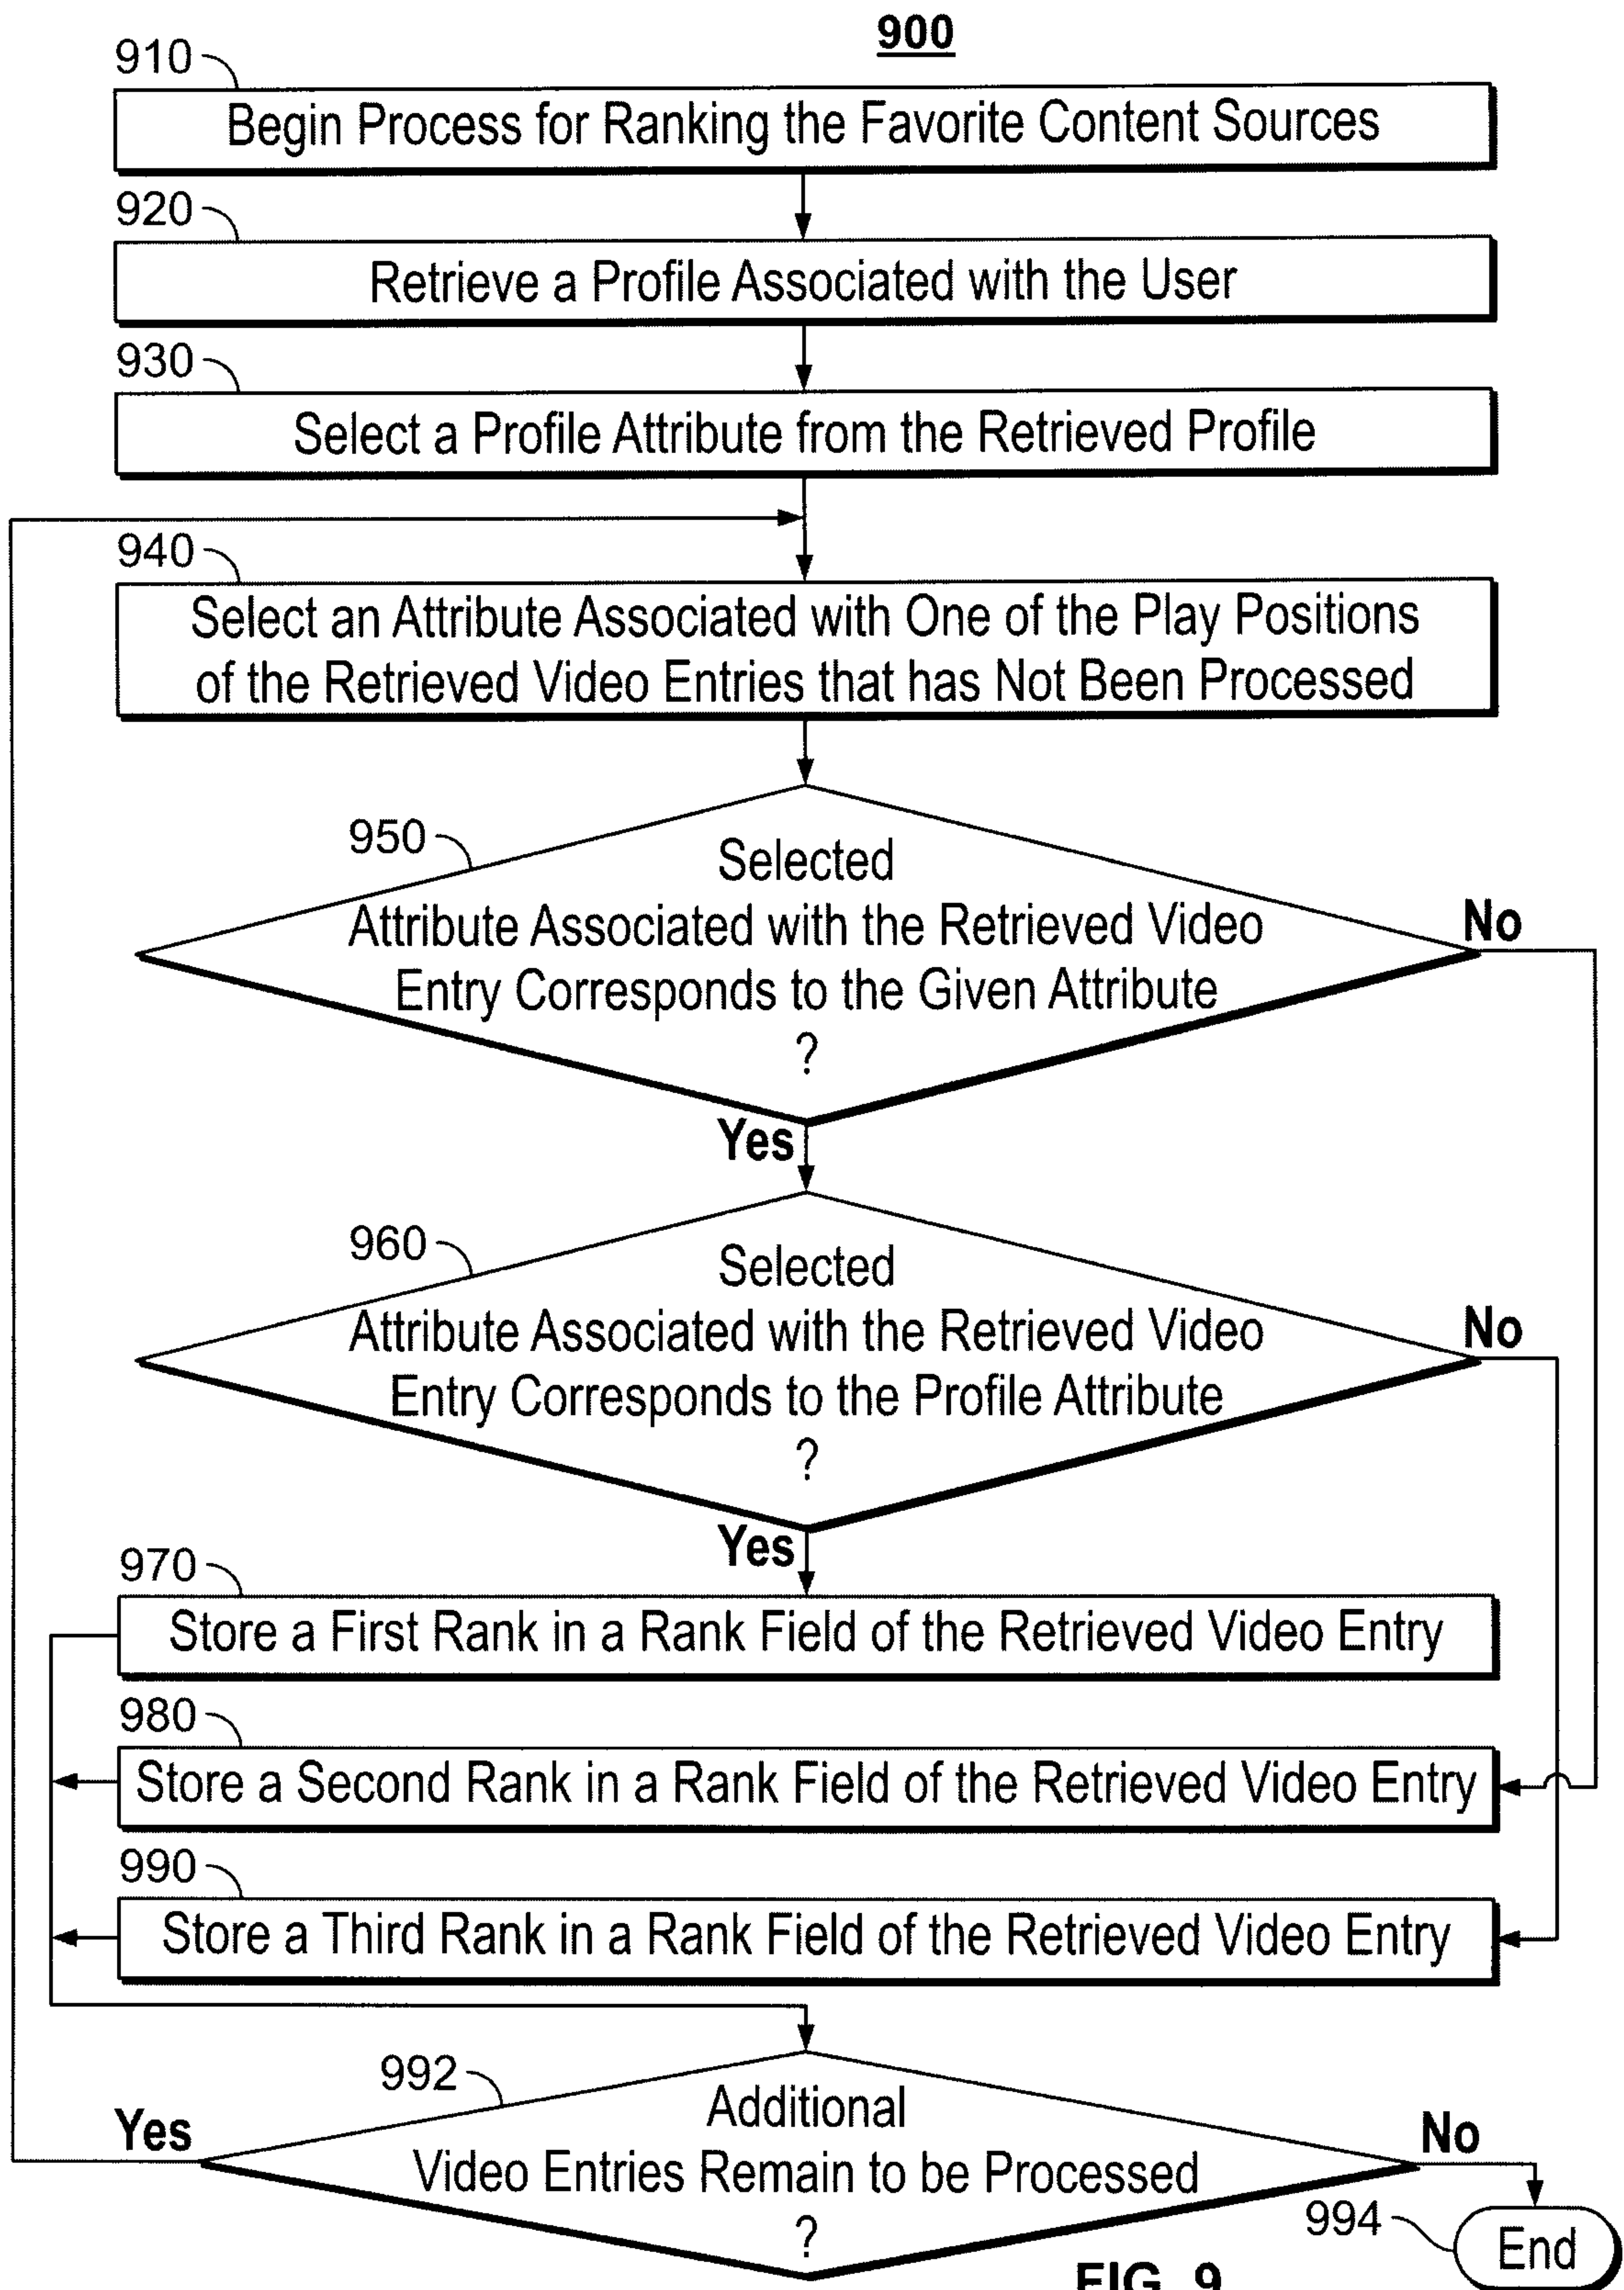 900
910
Begin Process for Ranking the Favorite Content Sources
920
Retrieve a Profile Associated with the User
930
Select a Profile Attribute from the Retrieved Profile
940
Select an Attribute Associated with One of the Play Positions
of the Retrieved Video Entries that has Not Been Processed
950
Selected
Attribute Associated with the Retrieved Video
Entry Corresponds to the Given Attribute
?
No
Yes
960
Selected
Attribute Associated with the Retrieved Video
Entry Corresponds to the Profile Attribute
?
No
Yes
970
Store a First Rank in a Rank Field of the Retrieved Video Entry
980
Store a Second Rank in a Rank Field of the Retrieved Video Entry
990
Store a Third Rank in a Rank Field of the Retrieved Video Entry
992
Additional
Video Entries Remain to be Processed
?
Yes
No
994
End
FIG. 9